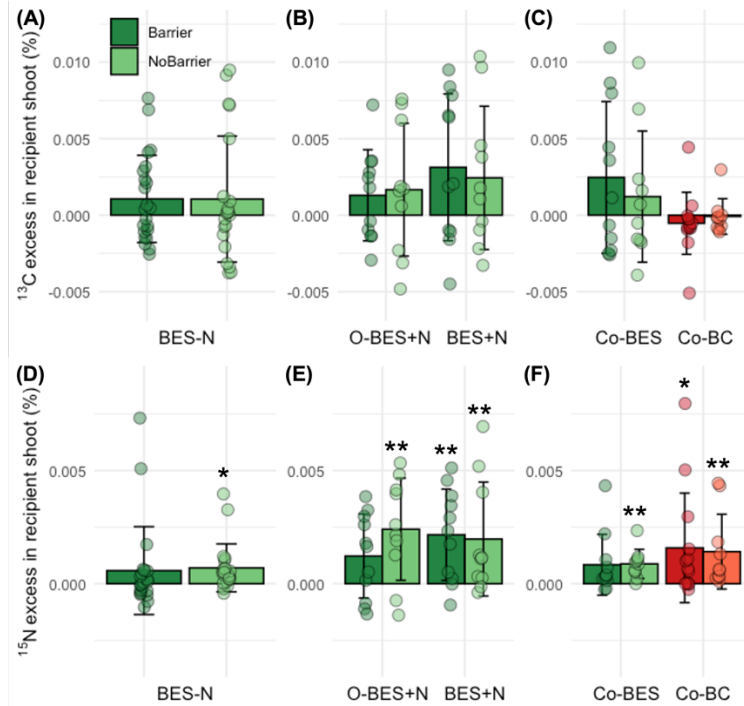 (A)
(B)
(C)
Barrier
NoBarrier
¹³C excess in recipient shoot (%)
0.010
0.005
0.000
-0.005
0.010
0.005
0.000
-0.005
0.010
0.005
0.000
-0.005
BES-N
O-BES+N
BES+N
Co-BES
Co-BC
(D)
(E)
(F)
¹⁵N excess in recipient shoot (%)
0.005
0.000
0.005
0.000
0.005
0.000
*
**
**
**
**
*
**
BES-N
O-BES+N
BES+N
Co-BES
Co-BC